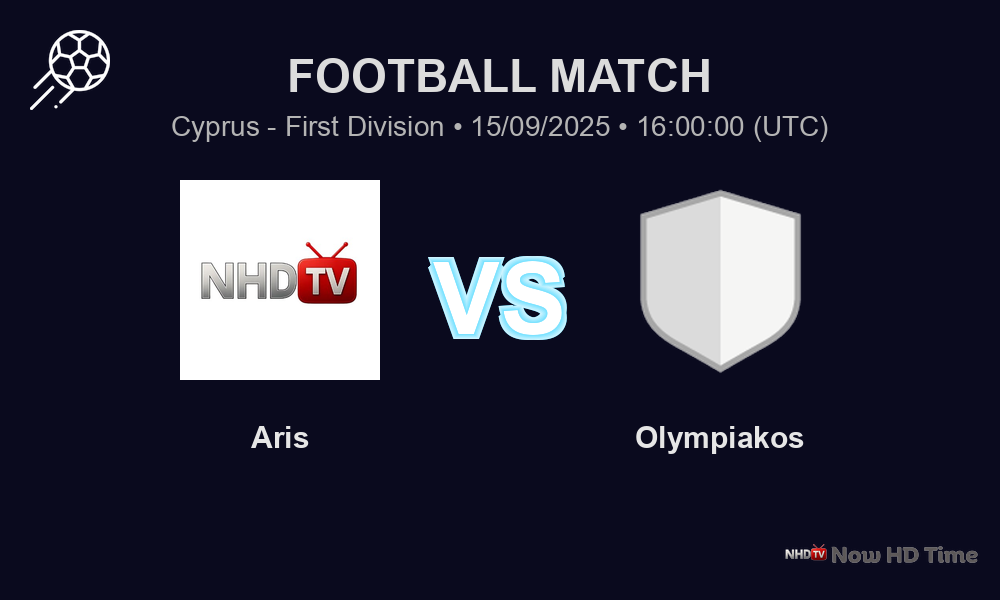 FOOTBALL MATCH
Cyprus - First Division • 15/09/2025 • 16:00:00 (UTC)
NHDTV
VS
Aris
Olympiakos
NHDTV Now HD Time